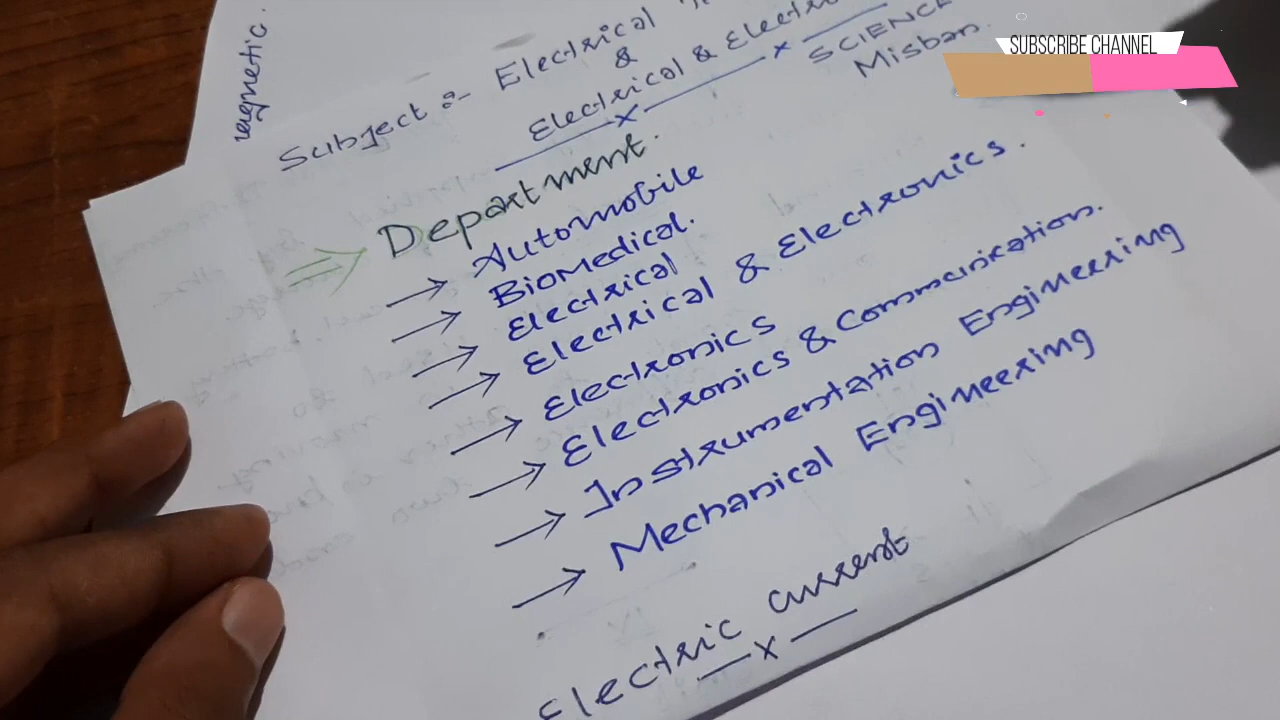 magnetic.
Subject :- Electrical
&
Electrical & Electro
SCIENCE
Misban.
SUBSCRIBE CHANNEL
⇒ Department.
→ Automobile
→ BioMedical.
→ Electrical
→ Electrical & Electronics.
→ Electronics
→ Electronics & Communication.
→ Instrumentation Engineering
→ Mechanical Engineering
Electric current